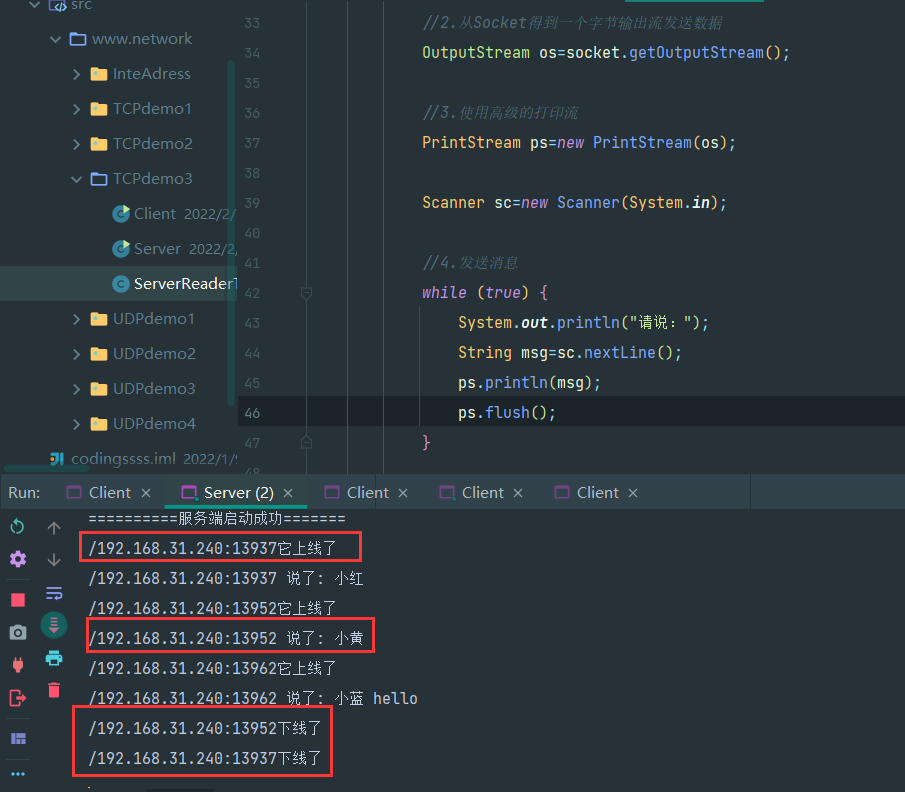 src
www.network
InteAdress
TCPdemo1
TCPdemo2
TCPdemo3
Client 2022/2/
Server 2022/2/
ServerReader
UDPdemo1
UDPdemo2
UDPdemo3
UDPdemo4
codingssss.iml 2022/1/
33 //2.从Socket得到一个字节输出流发送数据
34 OutputStream os=socket.getOutputStream();
35
36 //3.使用高级的打印流
37 PrintStream ps=new PrintStream(os);
38
39 Scanner sc=new Scanner(System.in);
40
41 //4.发送消息
42 while (true) {
43 System.out.println("请说：");
44 String msg=sc.nextLine();
45 ps.println(msg);
46 ps.flush();
47 }
48
Run: Client × Server (2) × Client × Client × Client ×
==========服务端启动成功=======
/192.168.31.240:13937它上线了
/192.168.31.240:13937 说了: 小红
/192.168.31.240:13952它上线了
/192.168.31.240:13952 说了: 小黄
/192.168.31.240:13962它上线了
/192.168.31.240:13962 说了: 小蓝 hello
/192.168.31.240:13952下线了
/192.168.31.240:13937下线了